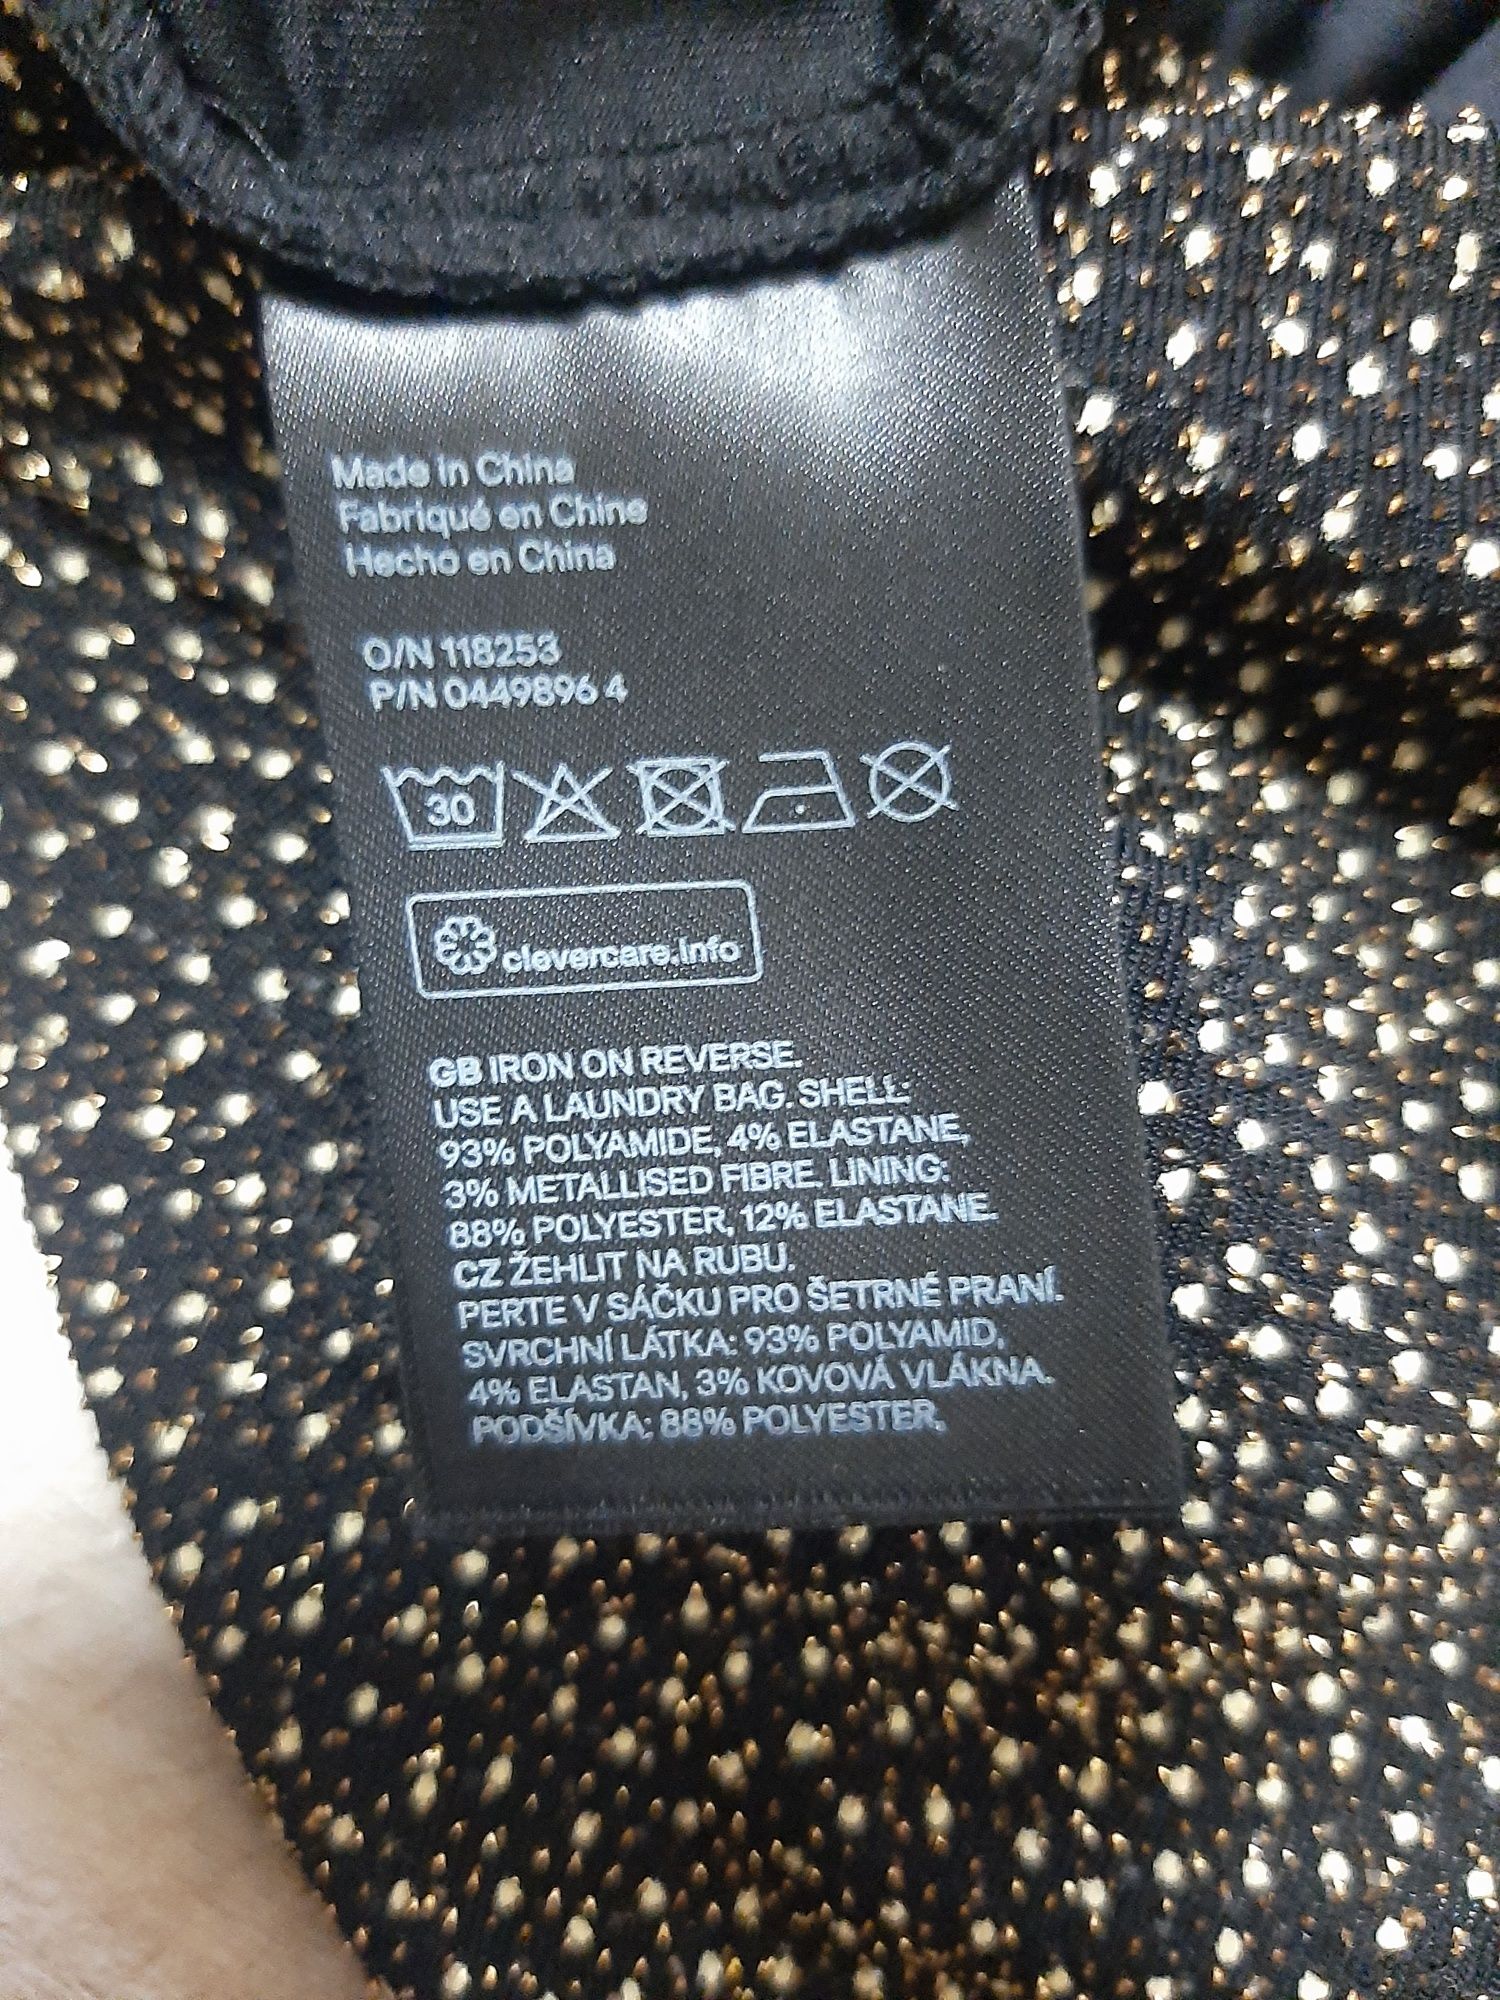 Made in China
Fabriqué en Chine
Hecho en China
O/N 118253
P/N 0449896 4
30
clevercare.info
GB IRON ON REVERSE.
USE A LAUNDRY BAG. SHELL:
93% POLYAMIDE, 4% ELASTANE,
3% METALLISED FIBRE. LINING:
88% POLYESTER, 12% ELASTANE.
CZ ŽEHLIT NA RUBU.
PERTE V SÁČKU PRO ŠETRNÉ PRANÍ.
SVRCHNÍ LÁTKA: 93% POLYAMID,
4% ELASTAN, 3% KOVOVÁ VLÁKNA.
PODŠÍVKA: 88% POLYESTER,